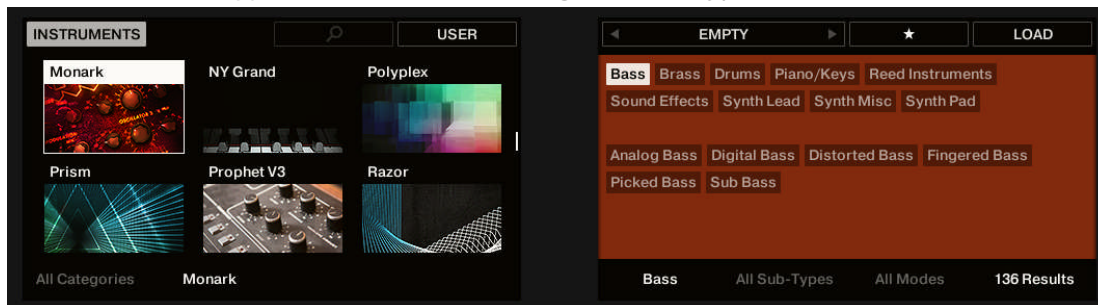 INSTRUMENTS USER
Monark NY Grand Polyplex
OSCILLATOR 3
Prism Prophet V3 Razor
All Categories Monark
EMPTY ★ LOAD
Bass Brass Drums Piano/Keys Reed Instruments
Sound Effects Synth Lead Synth Misc Synth Pad
Analog Bass Digital Bass Distorted Bass Fingered Bass
Picked Bass Sub Bass
Bass All Sub-Types All Modes 136 Results